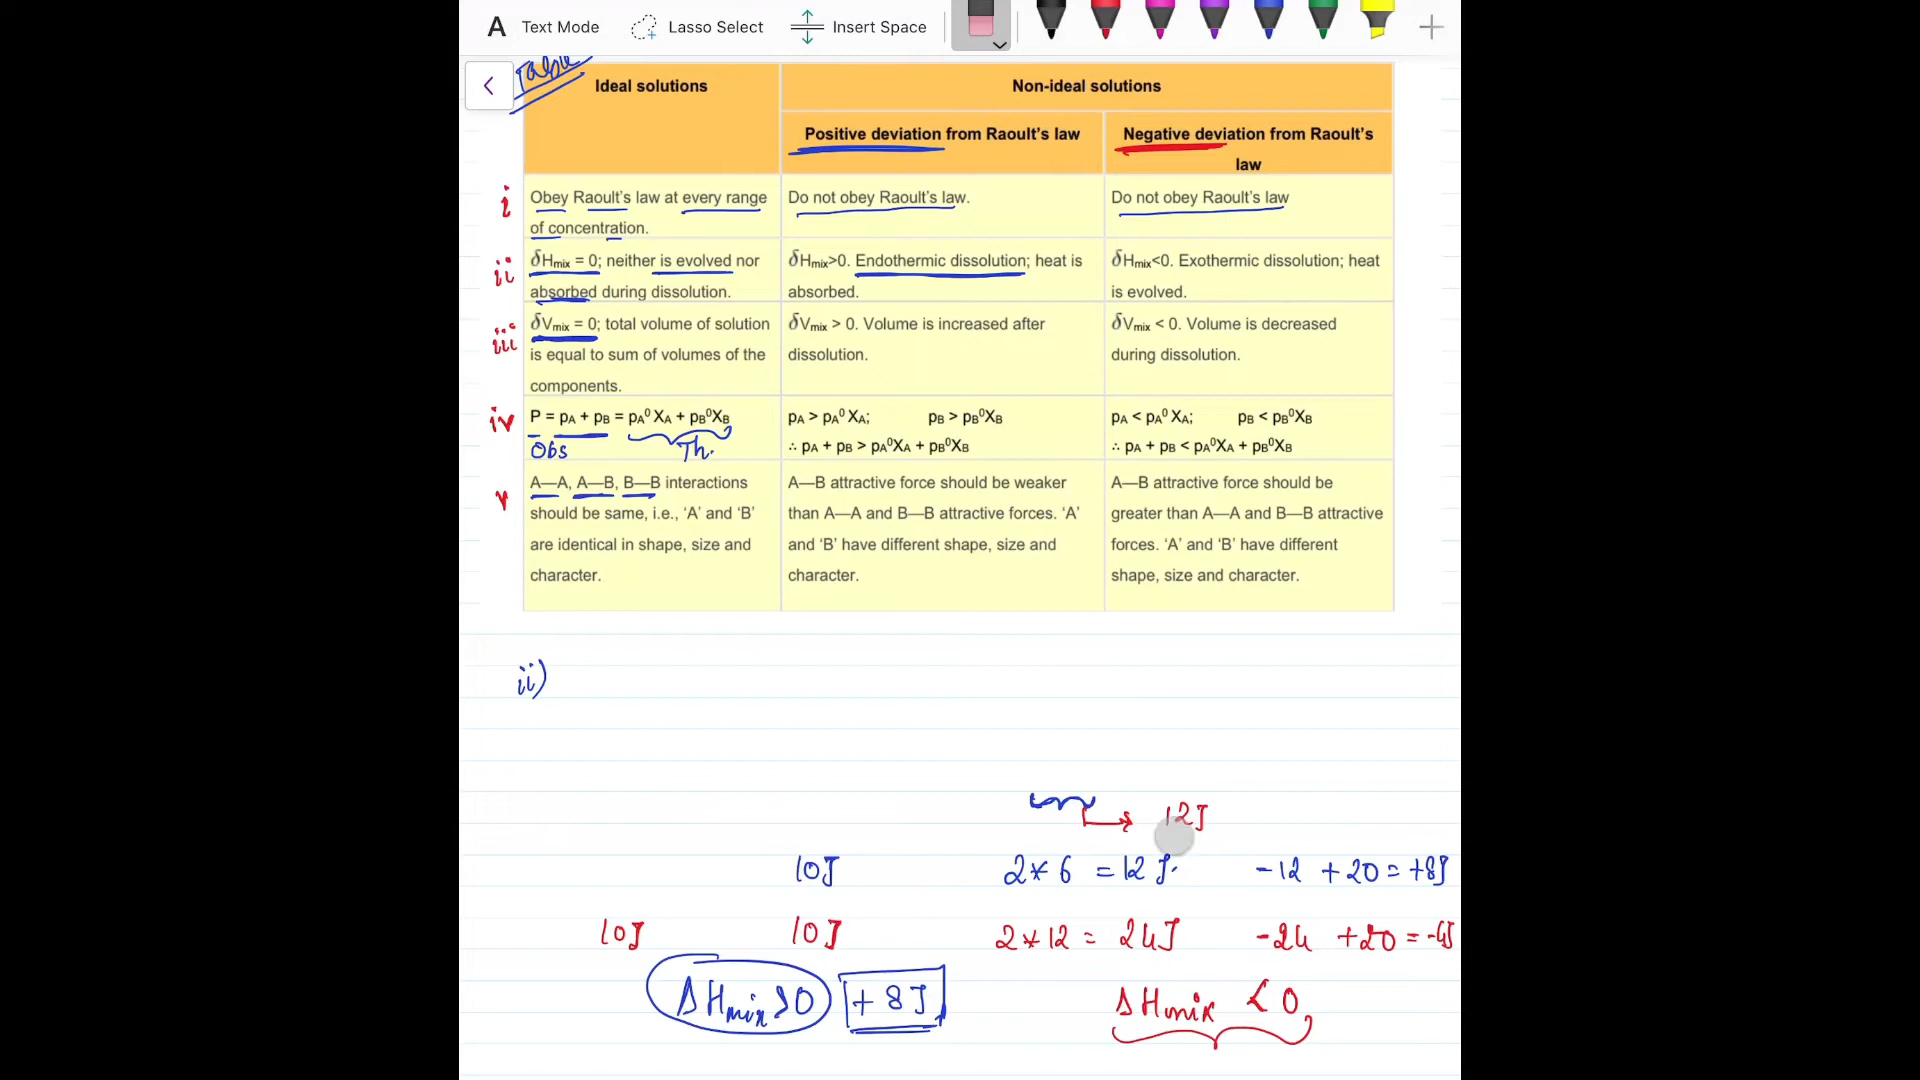 A Text Mode Lasso Select Insert Space
Table
Ideal solutions
Non-ideal solutions
Positive deviation from Raoult's law
Negative deviation from Raoult's
law
i
Obey Raoult's law at every range
of concentration.
Do not obey Raoult's law.
Do not obey Raoult's law
ii
δHmix = 0; neither is evolved nor
absorbed during dissolution.
δHmix>0. Endothermic dissolution; heat is
absorbed.
δHmix<0. Exothermic dissolution; heat
is evolved.
iii
δVmix = 0; total volume of solution
is equal to sum of volumes of the
components.
δVmix > 0. Volume is increased after
dissolution.
δVmix < 0. Volume is decreased
during dissolution.
iv
P = pA + pB = pA⁰ XA + pB⁰XB
Obs Th.
pA > pA⁰ XA; pB > pB⁰XB
∴ pA + pB > pA⁰XA + pB⁰XB
pA < pA⁰ XA; pB < pB⁰XB
∴ pA + pB < pA⁰XA + pB⁰XB
v
A—A, A—B, B—B interactions
should be same, i.e., 'A' and 'B'
are identical in shape, size and
character.
A—B attractive force should be weaker
than A—A and B—B attractive forces. 'A'
and 'B' have different shape, size and
character.
A—B attractive force should be
greater than A—A and B—B attractive
forces. 'A' and 'B' have different
shape, size and character.
ii)
12J
10J 2*6 = 12J. -12 +20 = +8J
10J 10J 2*12 = 24J -24 +20 = -4J
ΔHmix>0 +8J ΔHmix < 0